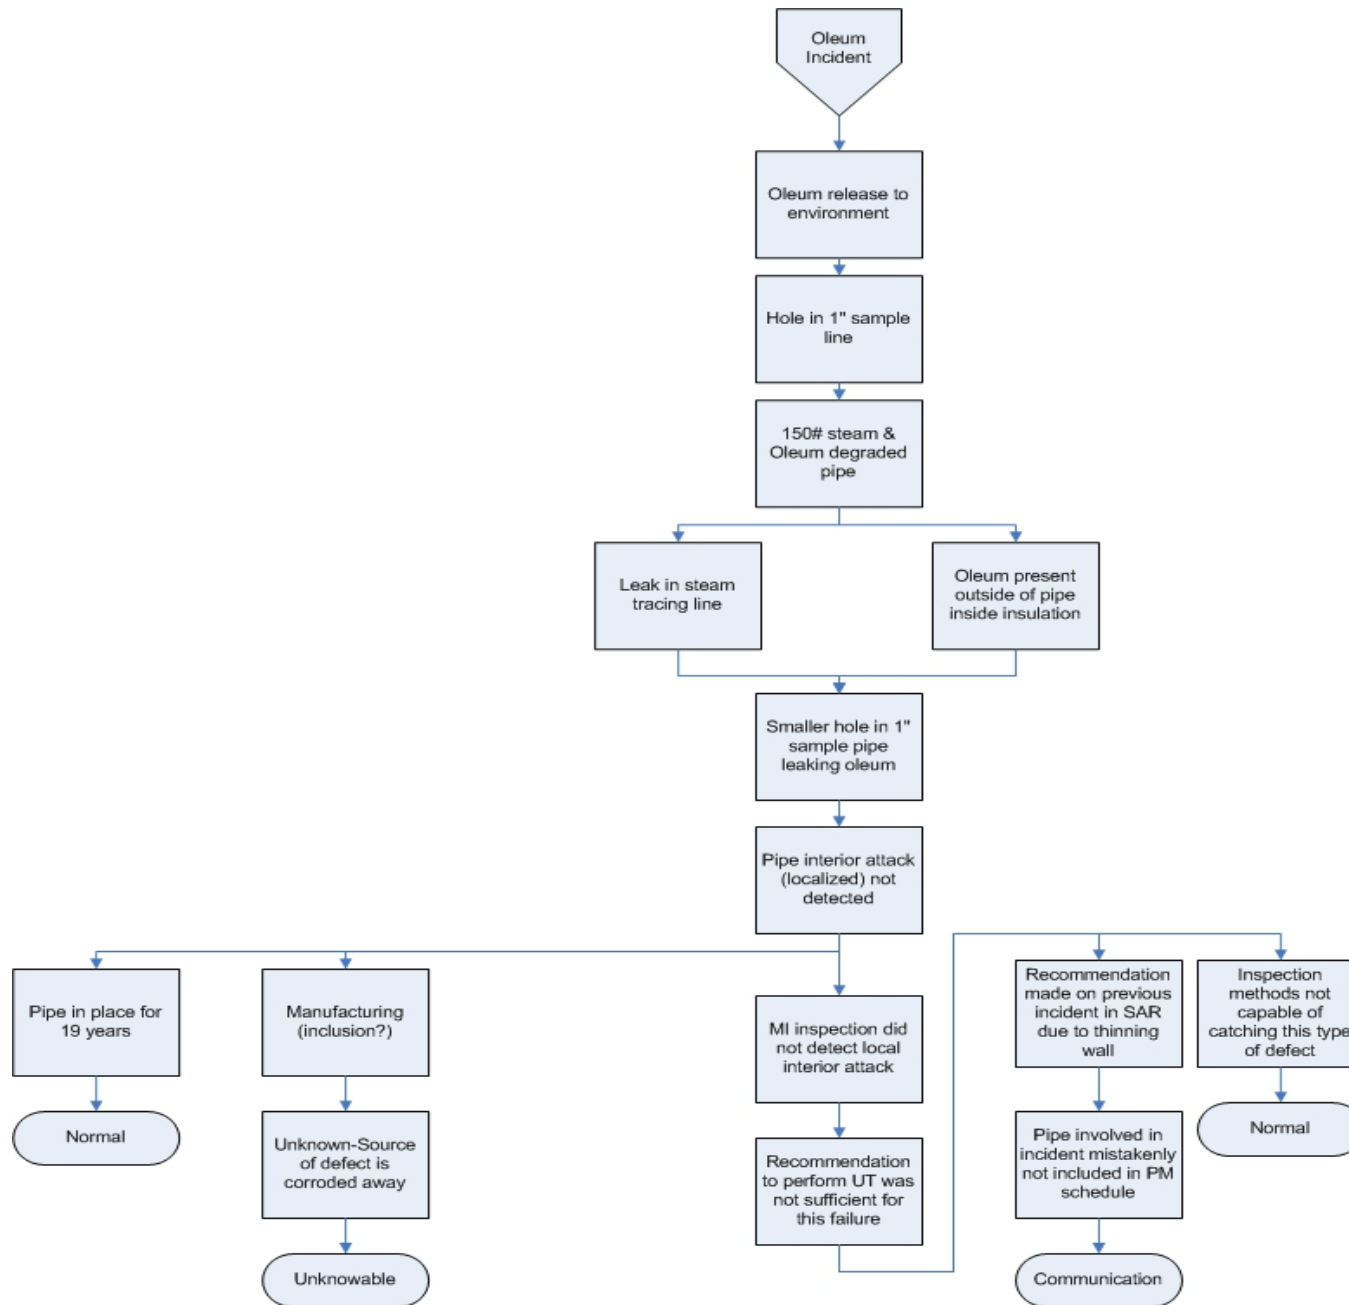 Oleum
Incident
Oleum release to
environment
Hole in 1" sample
line
150# steam &
Oleum degraded
pipe
Leak in steam
tracing line
Oleum present
outside of pipe
inside insulation
Smaller hole in 1"
sample pipe
leaking oleum
Pipe interior attack
(localized) not
detected
Pipe in place for
19 years
Normal
Manufacturing
(inclusion?)
Unknown-Source
of defect is
corroded away
Unknowable
MI inspection did
not detect local
interior attack
Recommendation
to perform UT was
not sufficient for
this failure
Recommendation
made on previous
incident in SAR
due to thinning
wall
Pipe involved in
incident mistakenly
not included in PM
schedule
Communication
Inspection
methods not
capable of
catching this type
of defect
Normal